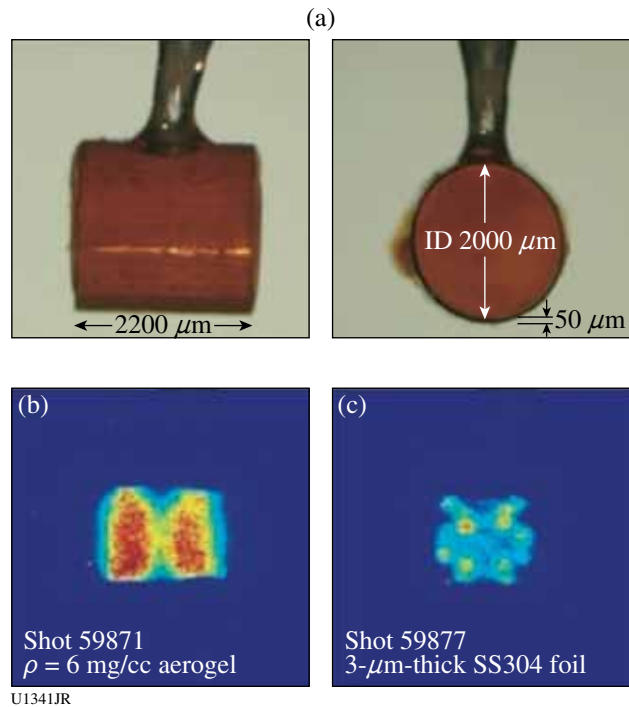 (a)
ID 2000 μm
2200 μm
50 μm
(b)
(c)
Shot 59871
ρ = 6 mg/cc aerogel
Shot 59877
3-μm-thick SS304 foil
U1341JR